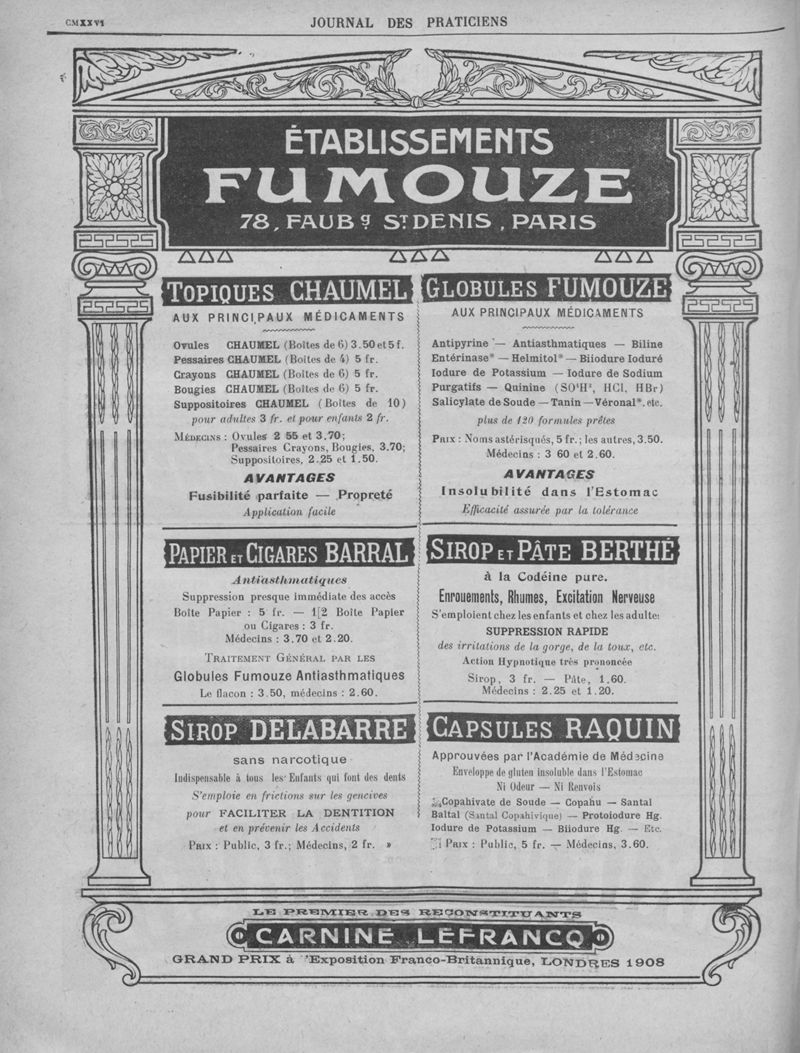 CMXXVI
JOURNAL DES PRATICIENS
ÉTABLISSEMENTS
FUMOUZE
78, FAUBg ST DENIS, PARIS
TOPIQUES CHAUMEL
AUX PRINCIPAUX MÉDICAMENTS
Ovules CHAUMEL (Boîtes de 6) 3.50 et 5 f.
Pessaires CHAUMEL (Boîtes de 4) 5 fr.
Crayons CHAUMEL (Boîtes de 6) 5 fr.
Bougies CHAUMEL (Boîtes de 6) 5 fr.
Suppositoires CHAUMEL (Boîtes de 10)
pour adultes 3 fr. et pour enfants 2 fr.
MÉDECINS : Ovules 2 55 et 3,70;
Pessaires Crayons, Bougies, 3.70;
Suppositoires, 2.25 et 1.50.
AVANTAGES
Fusibilité parfaite — Propreté
Application facile
GLOBULES FUMOUZE
AUX PRINCIPAUX MÉDICAMENTS
Antipyrine — Antiasthmatiques — Biline
Entérinase* — Helmitol* — Biiodure Ioduré
Iodure de Potassium — Iodure de Sodium
Purgatifs — Quinine (SO⁴H², HCl, HBr)
Salicylate de Soude — Tanin — Véronal*, etc.
plus de 120 formules prêtes
PRIX : Noms astérisqués, 5 fr.; les autres, 3.50.
Médecins : 3 60 et 2.60.
AVANTAGES
Insolubilité dans l'Estomac
Efficacité assurée par la tolérance
PAPIER ET CIGARES BARRAL
Antiasthmatiques
Suppression presque immédiate des accès
Boîte Papier : 5 fr. — 1|2 Boîte Papier
ou Cigares : 3 fr.
Médecins : 3.70 et 2.20.
TRAITEMENT GÉNÉRAL PAR LES
Globules Fumouze Antiasthmatiques
Le flacon : 3.50, médecins : 2.60.
SIROP ET PÂTE BERTHÉ
à la Codéine pure.
Enrouements, Rhumes, Excitation Nerveuse
S'emploient chez les enfants et chez les adultes
SUPPRESSION RAPIDE
des irritations de la gorge, de la toux, etc.
Action Hypnotique très prononcée
Sirop, 3 fr. — Pâte, 1.60.
Médecins : 2.25 et 1.20.
SIROP DELABARRE
sans narcotique
Indispensable à tous les Enfants qui font des dents
S'emploie en frictions sur les gencives
pour FACILITER LA DENTITION
et en prévenir les Accidents
PRIX : Public, 3 fr.; Médecins, 2 fr. »
CAPSULES RAQUIN
Approuvées par l'Académie de Médecine
Enveloppe de gluten insoluble dans l'Estomac
Ni Odeur — Ni Renvois
Copahivate de Soude — Copahu — Santal
Baltal (Santal Copahivique) — Protoiodure Hg.
Iodure de Potassium — Biiodure Hg. — Etc.
PRIX : Public, 5 fr. — Médecins, 3.60.
LE PREMIER DES RECONSTITUANTS
CARNINE LEFRANCQ
GRAND PRIX à l'Exposition Franco-Britannique, LONDRES 1908